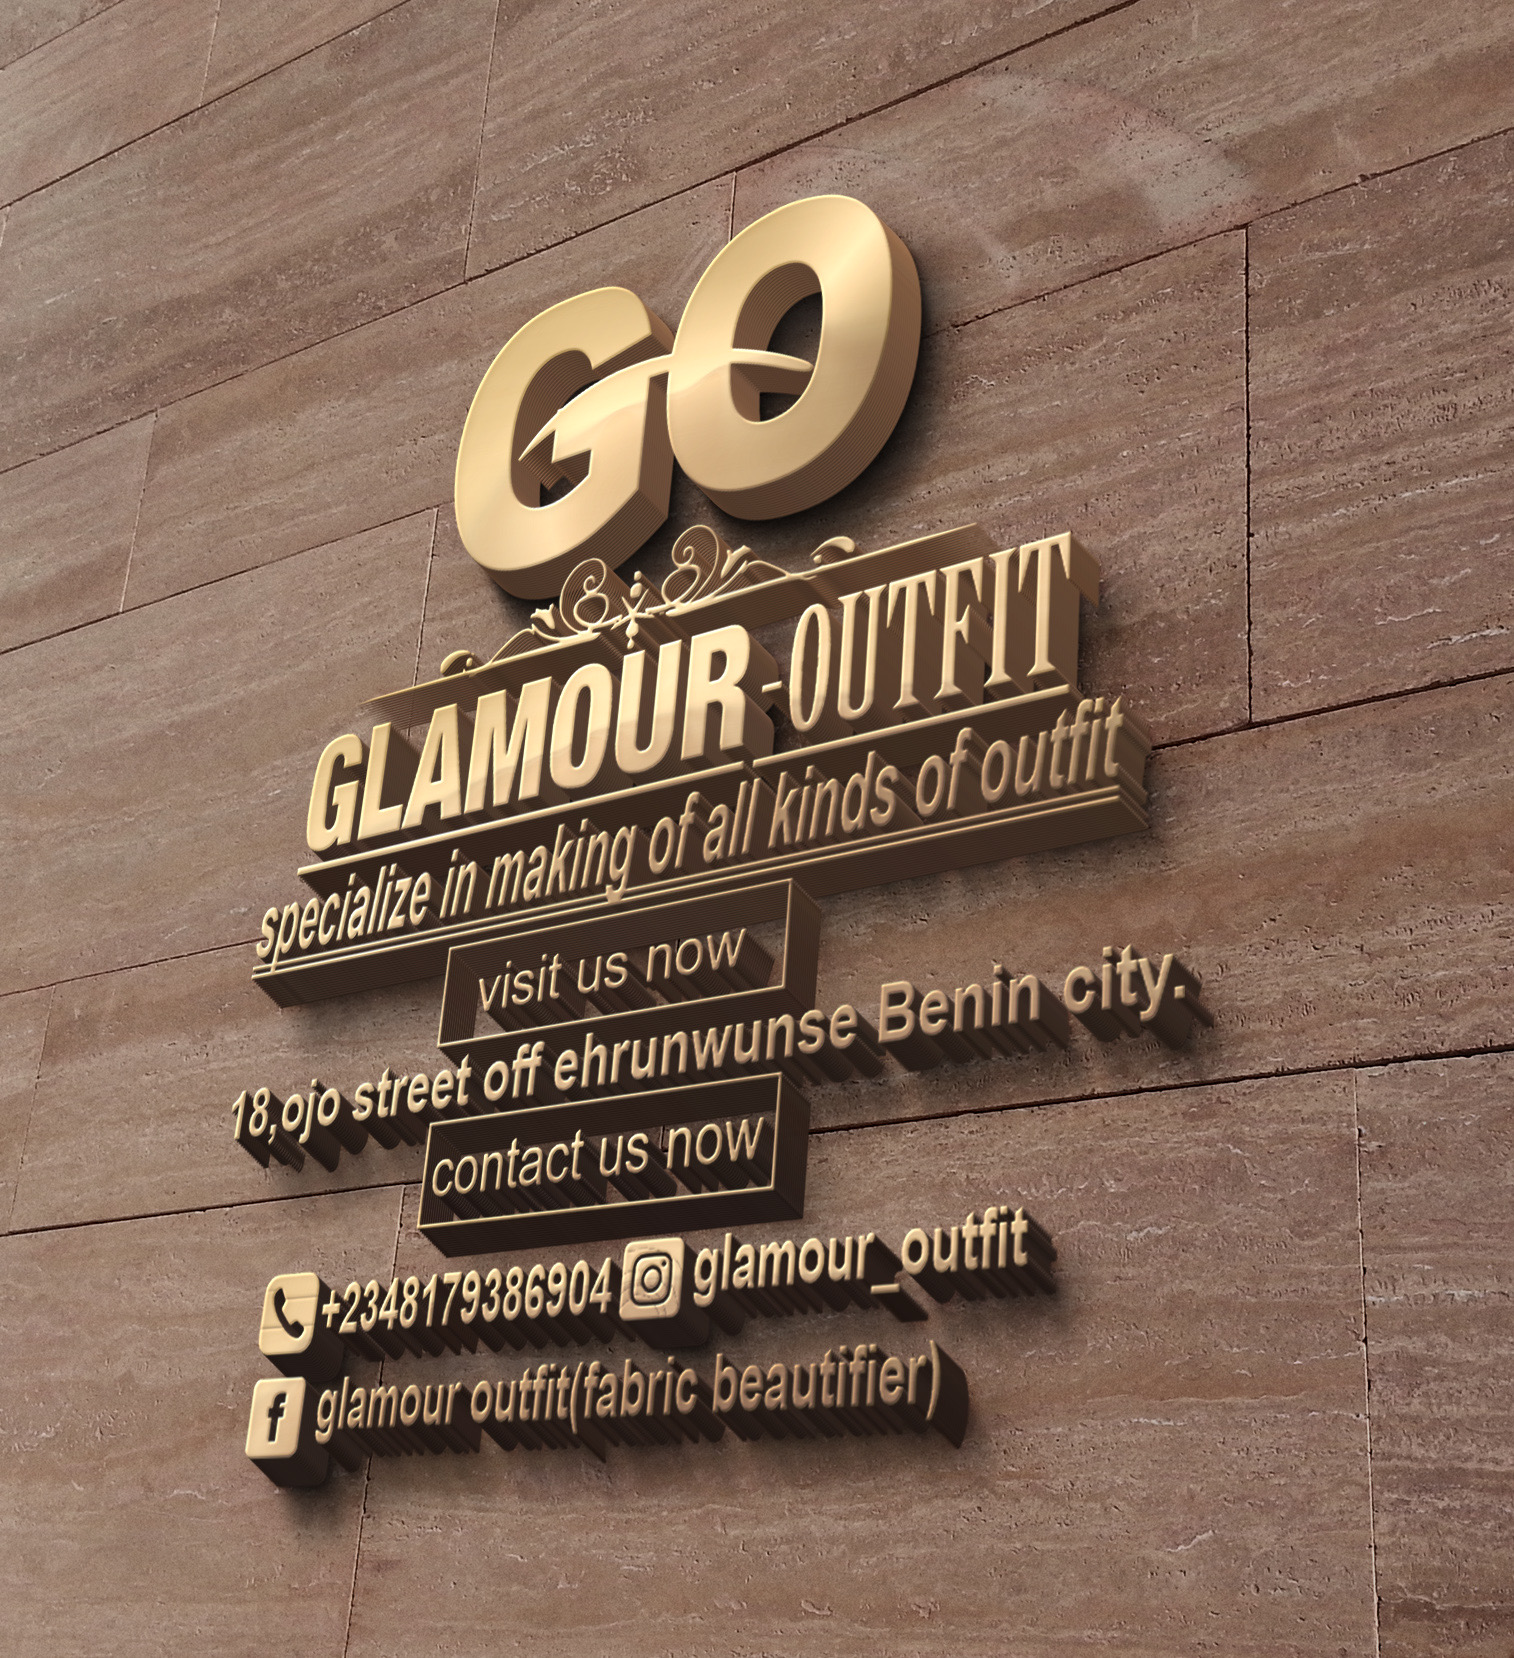 GO
GLAMOUR-OUTFIT
specialize in making of all kinds of outfit
visit us now
18,ojo street off ehrunwunse Benin city.
contact us now
+2348179386904 glamour_outfit
glamour outfit(fabric beautifier)